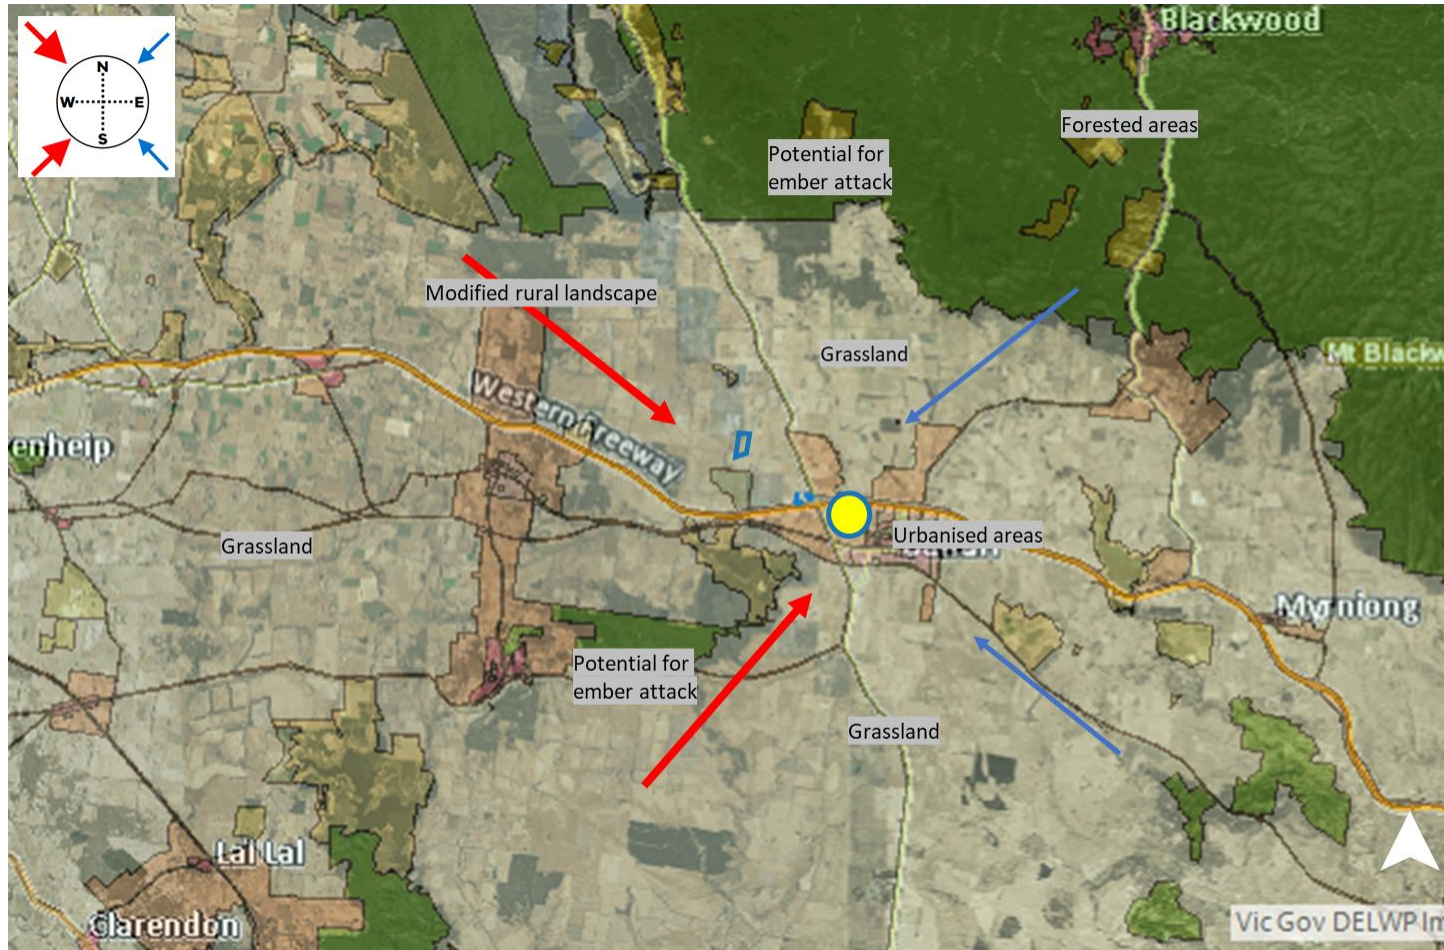 Blackwood
N
W
E
S
Forested areas
Potential for
ember attack
Modified rural landscape
Grassland
Mt Blackw
Western Freeway
enheip
Grassland
Urbanised areas
Myrniong
Potential for
ember attack
Grassland
Lal Lal
Clarendon
Vic Gov DELWP Im